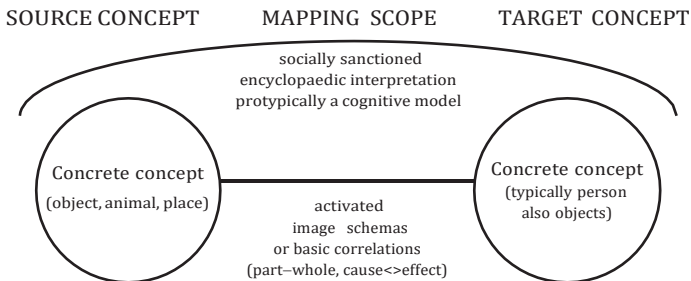 SOURCE CONCEPT MAPPING SCOPE TARGET CONCEPT
socially sanctioned
encyclopaedic interpretation
protypically a cognitive model
Concrete concept
(object, animal, place)
Concrete concept
(typically person
also objects)
activated
image schemas
or basic correlations
(part–whole, cause<>effect)